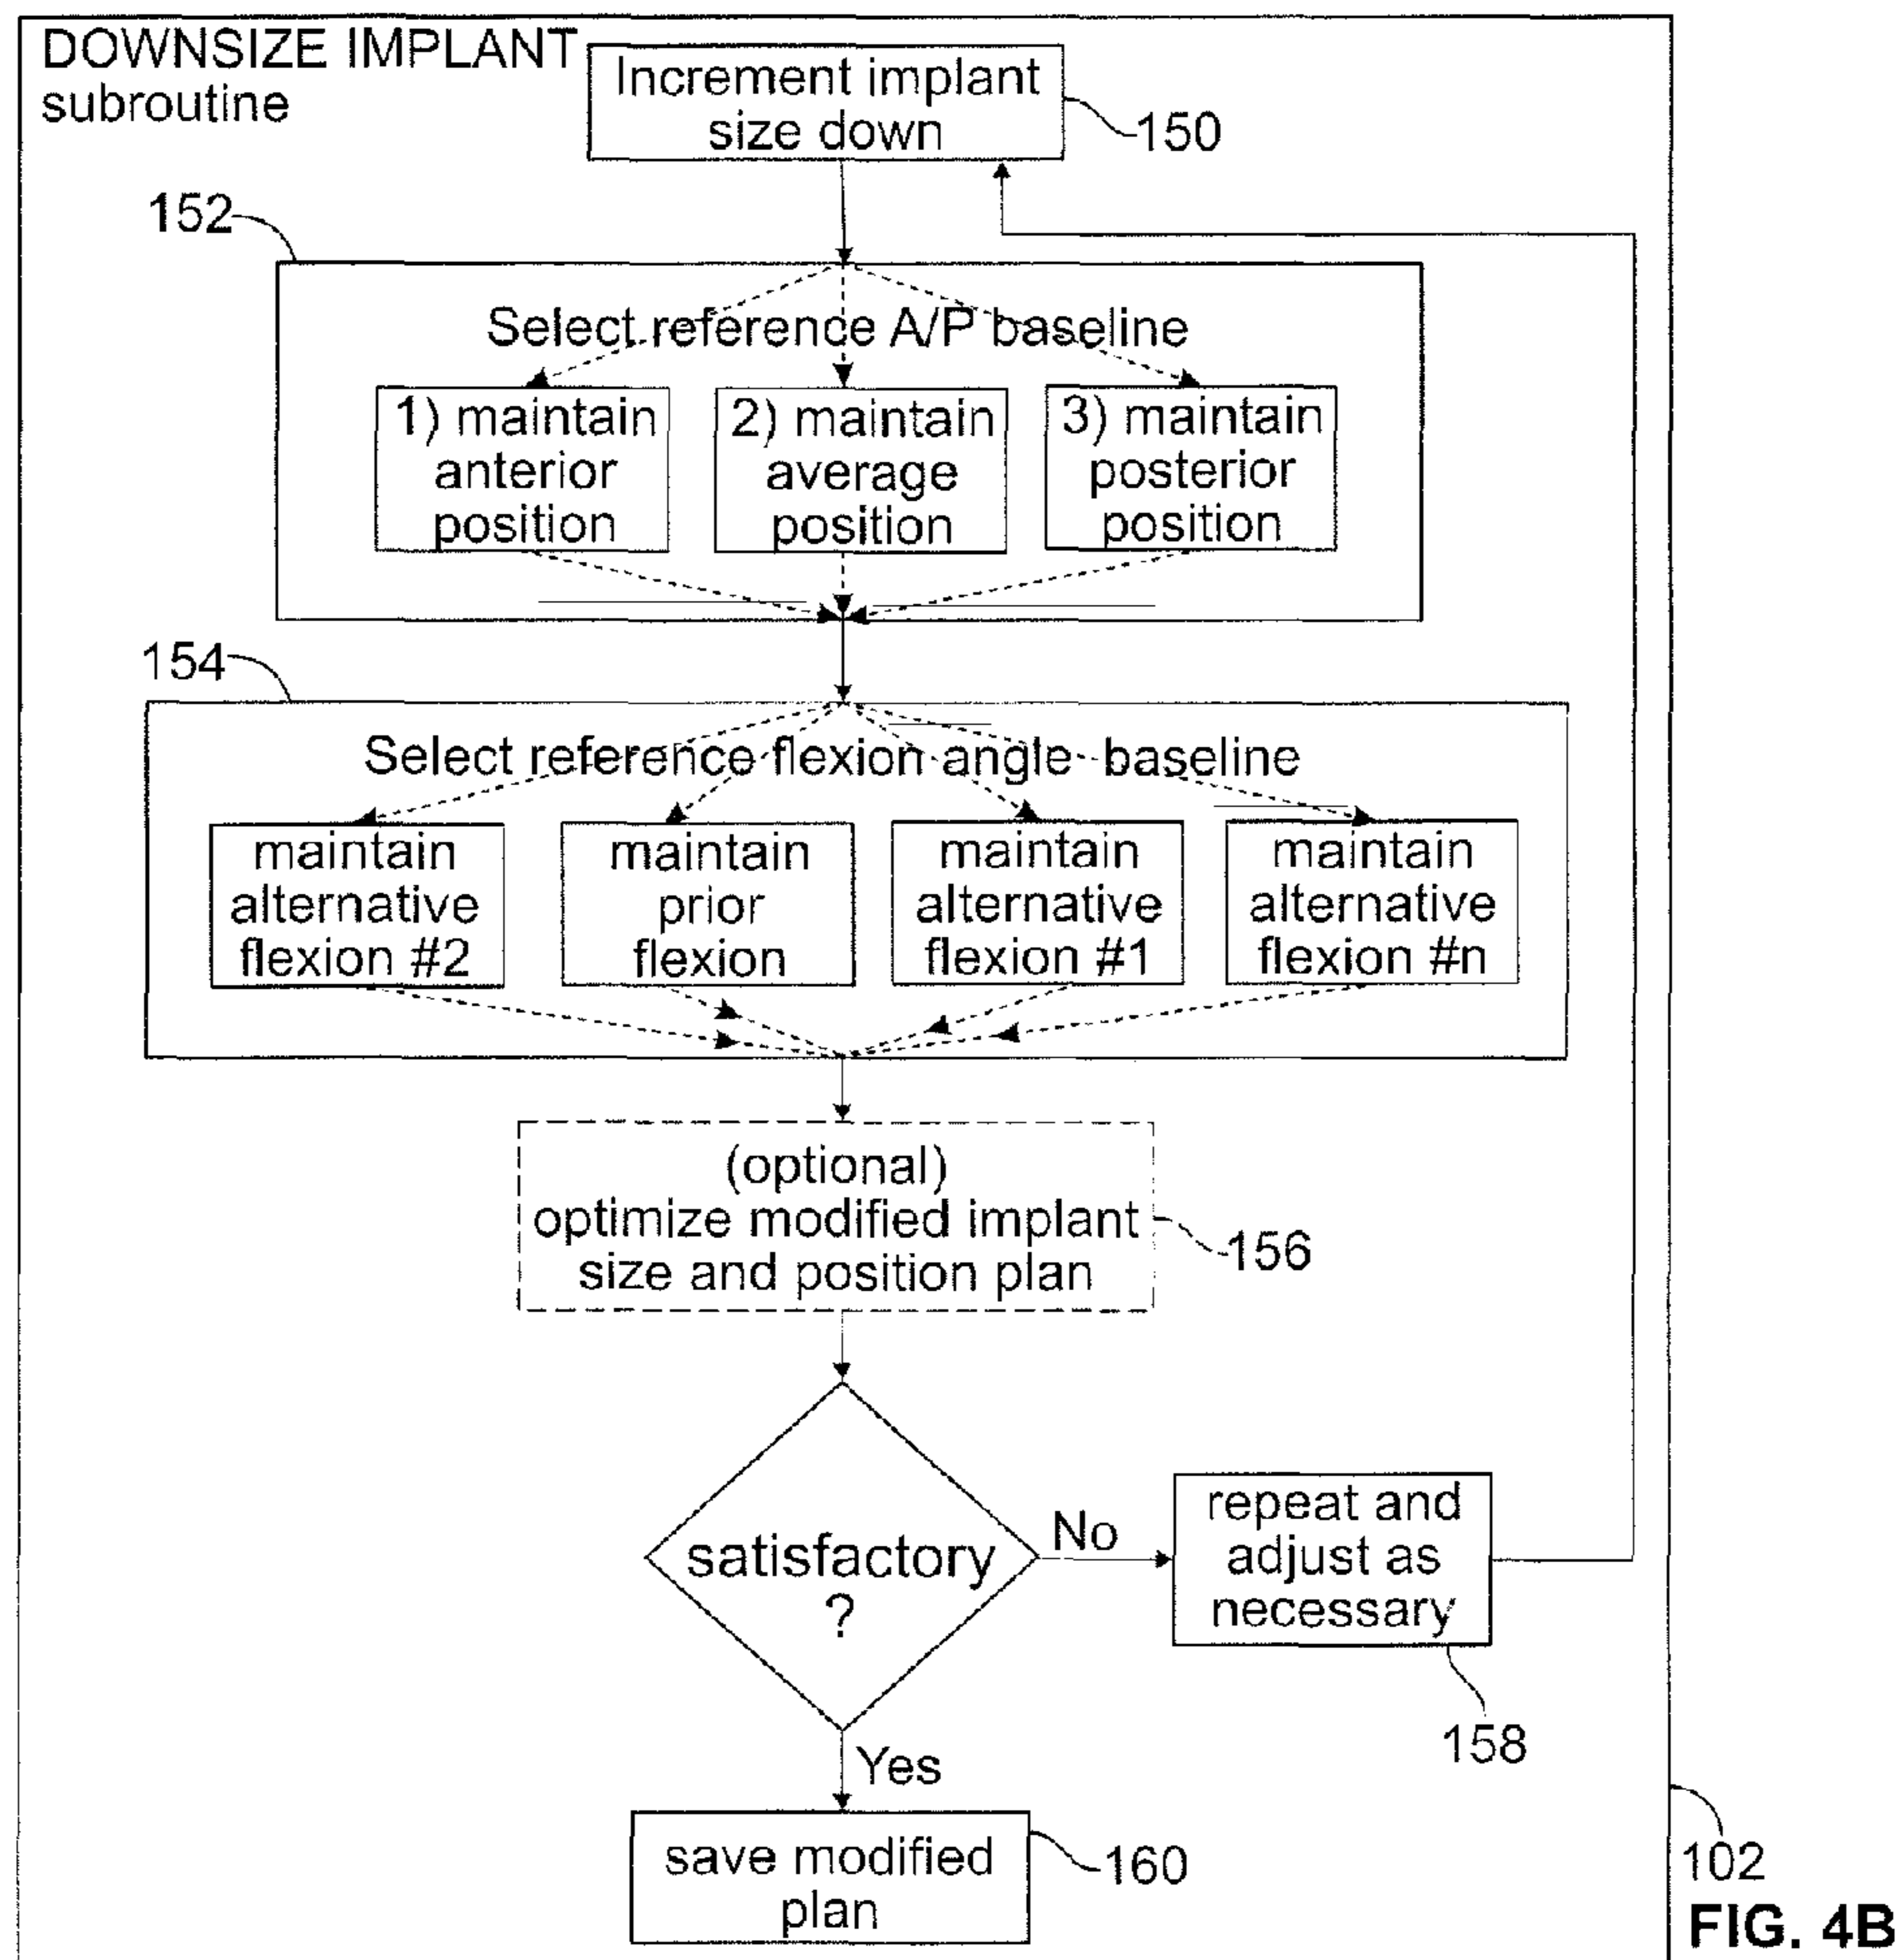 DOWNSIZE IMPLANT
subroutine
Increment implant
size down
150
152
Select reference A/P baseline
1) maintain
anterior
position
2) maintain
average
position
3) maintain
posterior
position
154
Select reference flexion angle baseline
maintain
alternative
flexion #2
maintain
prior
flexion
maintain
alternative
flexion #1
maintain
alternative
flexion #n
(optional)
optimize modified implant
size and position plan
156
satisfactory
?
No
repeat and
adjust as
necessary
158
Yes
save modified
plan
160
102
FIG. 4B